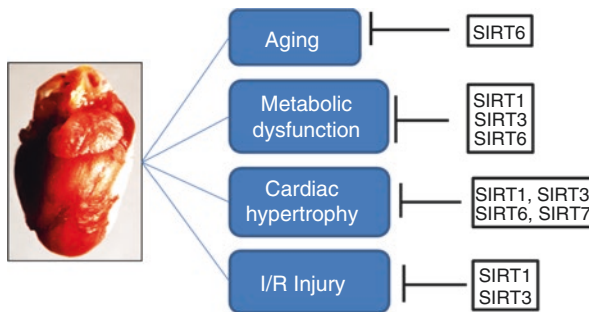 Aging
SIRT6
Metabolic
dysfunction
SIRT1
SIRT3
SIRT6
Cardiac
hypertrophy
SIRT1, SIRT3
SIRT6, SIRT7
I/R Injury
SIRT1
SIRT3